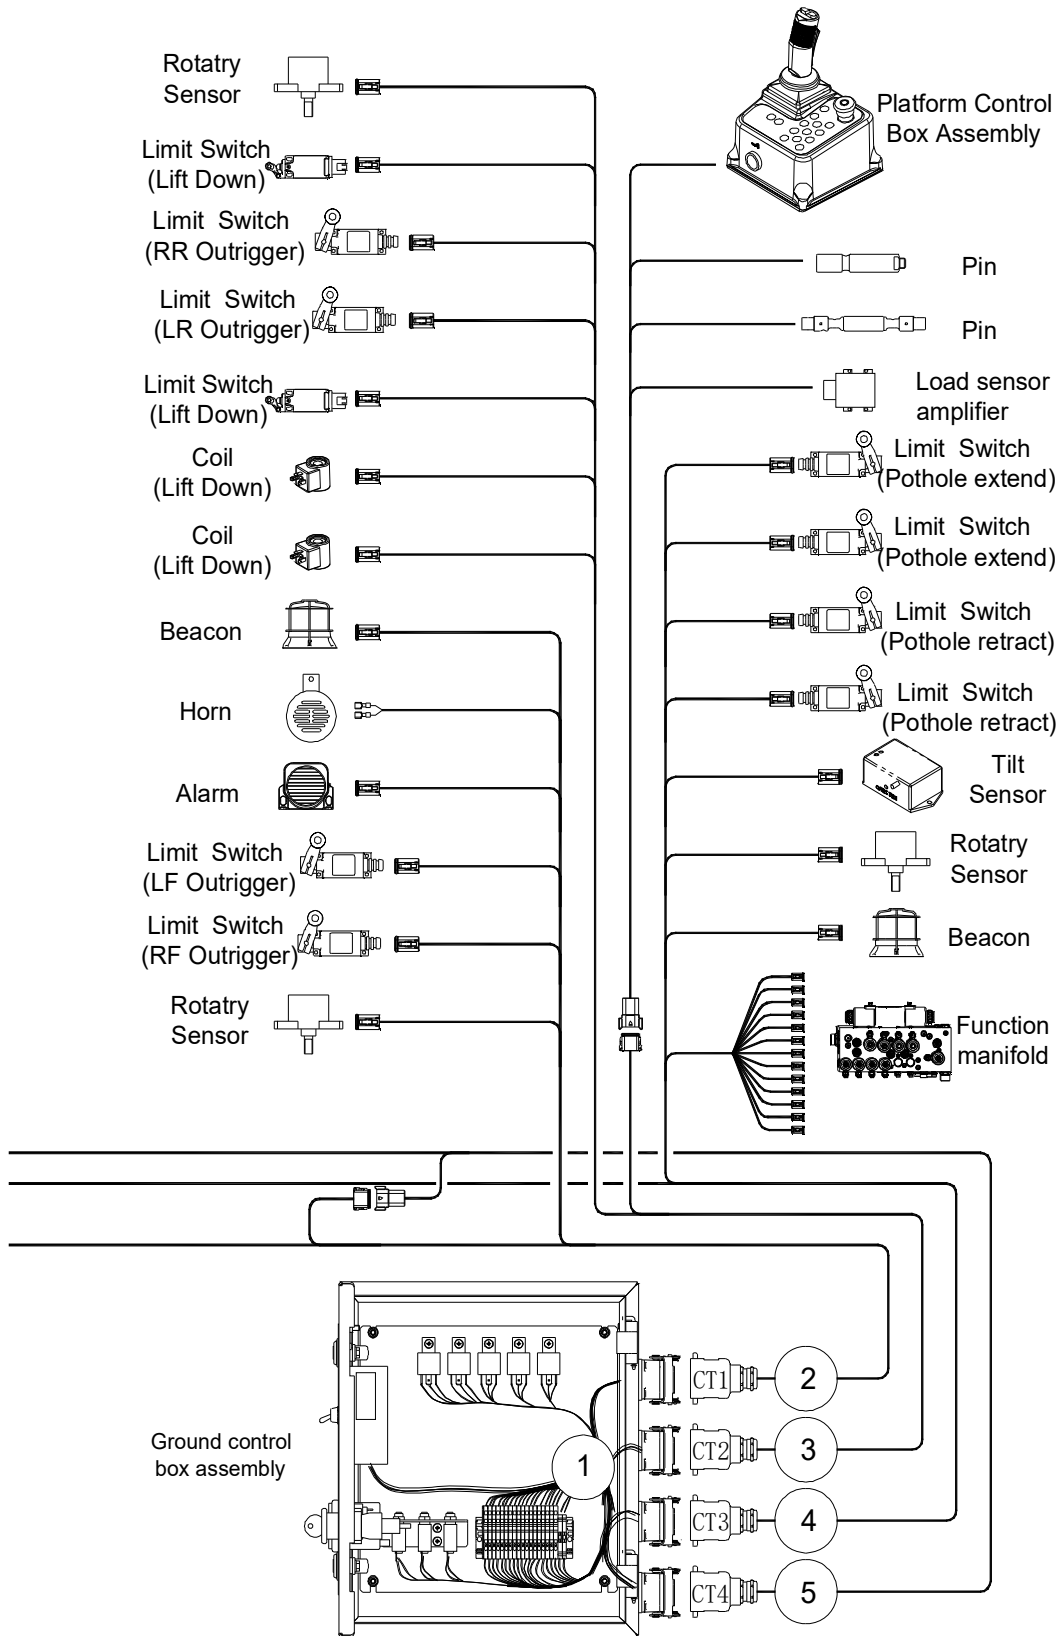 Rotatry
Sensor
Limit Switch
(Lift Down)
Limit Switch
(RR Outrigger)
Limit Switch
(LR Outrigger)
Limit Switch
(Lift Down)
Coil
(Lift Down)
Coil
(Lift Down)
Beacon
Horn
Alarm
Limit Switch
(LF Outrigger)
Limit Switch
(RF Outrigger)
Rotatry
Sensor
Platform Control
Box Assembly
Pin
Pin
Load sensor
amplifier
Limit Switch
(Pothole extend)
Limit Switch
(Pothole extend)
Limit Switch
(Pothole retract)
Limit Switch
(Pothole retract)
Tilt
Sensor
Rotatry
Sensor
Beacon
Function
manifold
Ground control
box assembly
1
CT1
2
CT2
3
CT3
4
CT4
5